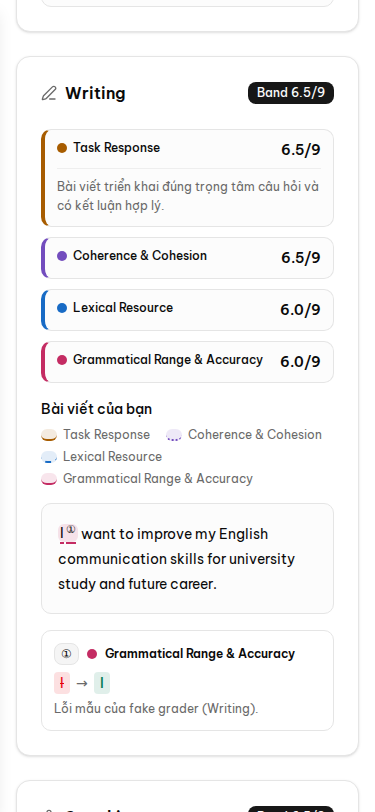 Writing
Band 6.5/9
Task Response
6.5/9
Bài viết triển khai đúng trọng tâm câu hỏi và
có kết luận hợp lý.
Coherence & Cohesion
6.5/9
Lexical Resource
6.0/9
Grammatical Range & Accuracy
6.0/9
Bài viết của bạn
Task Response
Coherence & Cohesion
Lexical Resource
Grammatical Range & Accuracy
I ① want to improve my English
communication skills for university
study and future career.
① Grammatical Range & Accuracy
I → I
Lỗi mẫu của fake grader (Writing).